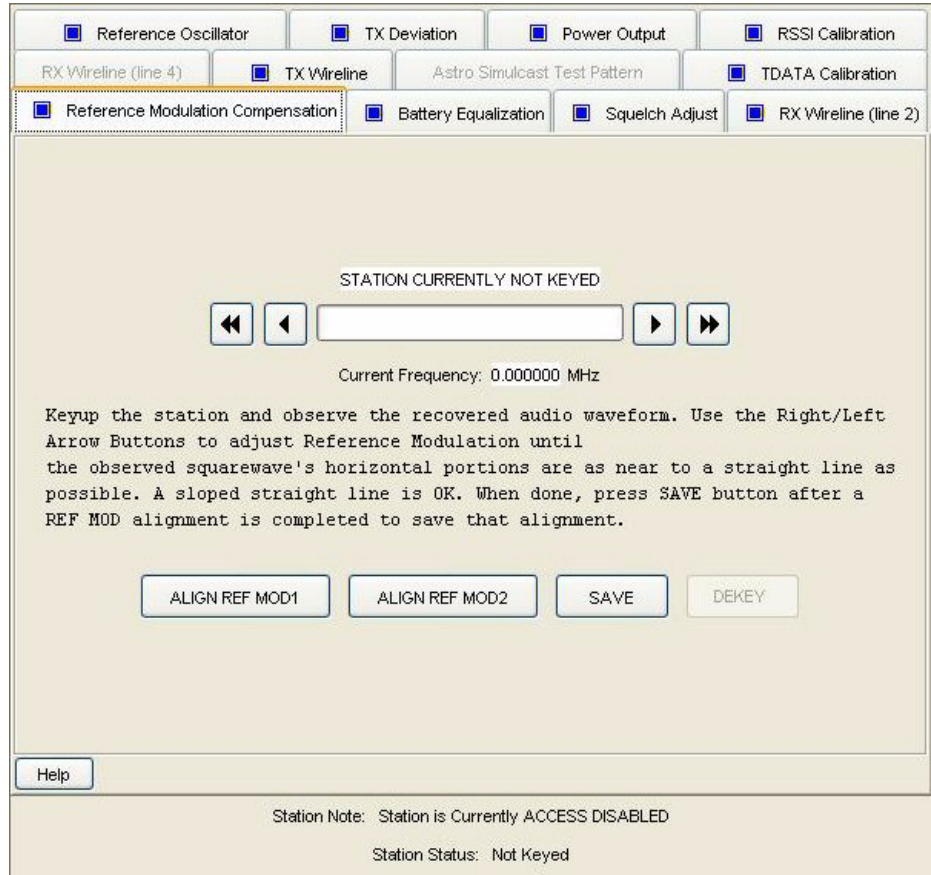 Reference Oscillator
TX Deviation
Power Output
RSSI Calibration
RX Wireline (line 4)
TX Wireline
Astro Simulcast Test Pattern
TDATA Calibration
Reference Modulation Compensation
Battery Equalization
Squelch Adjust
RX Wireline (line 2)
STATION CURRENTLY NOT KEYED
Current Frequency: 0.000000 MHz
Keyup the station and observe the recovered audio waveform. Use the Right/Left
Arrow Buttons to adjust Reference Modulation until
the observed squarewave's horizontal portions are as near to a straight line as
possible. A sloped straight line is OK. When done, press SAVE button after a
REF MOD alignment is completed to save that alignment.
ALIGN REF MOD1
ALIGN REF MOD2
SAVE
DEKEY
Help
Station Note: Station is Currently ACCESS DISABLED
Station Status: Not Keyed